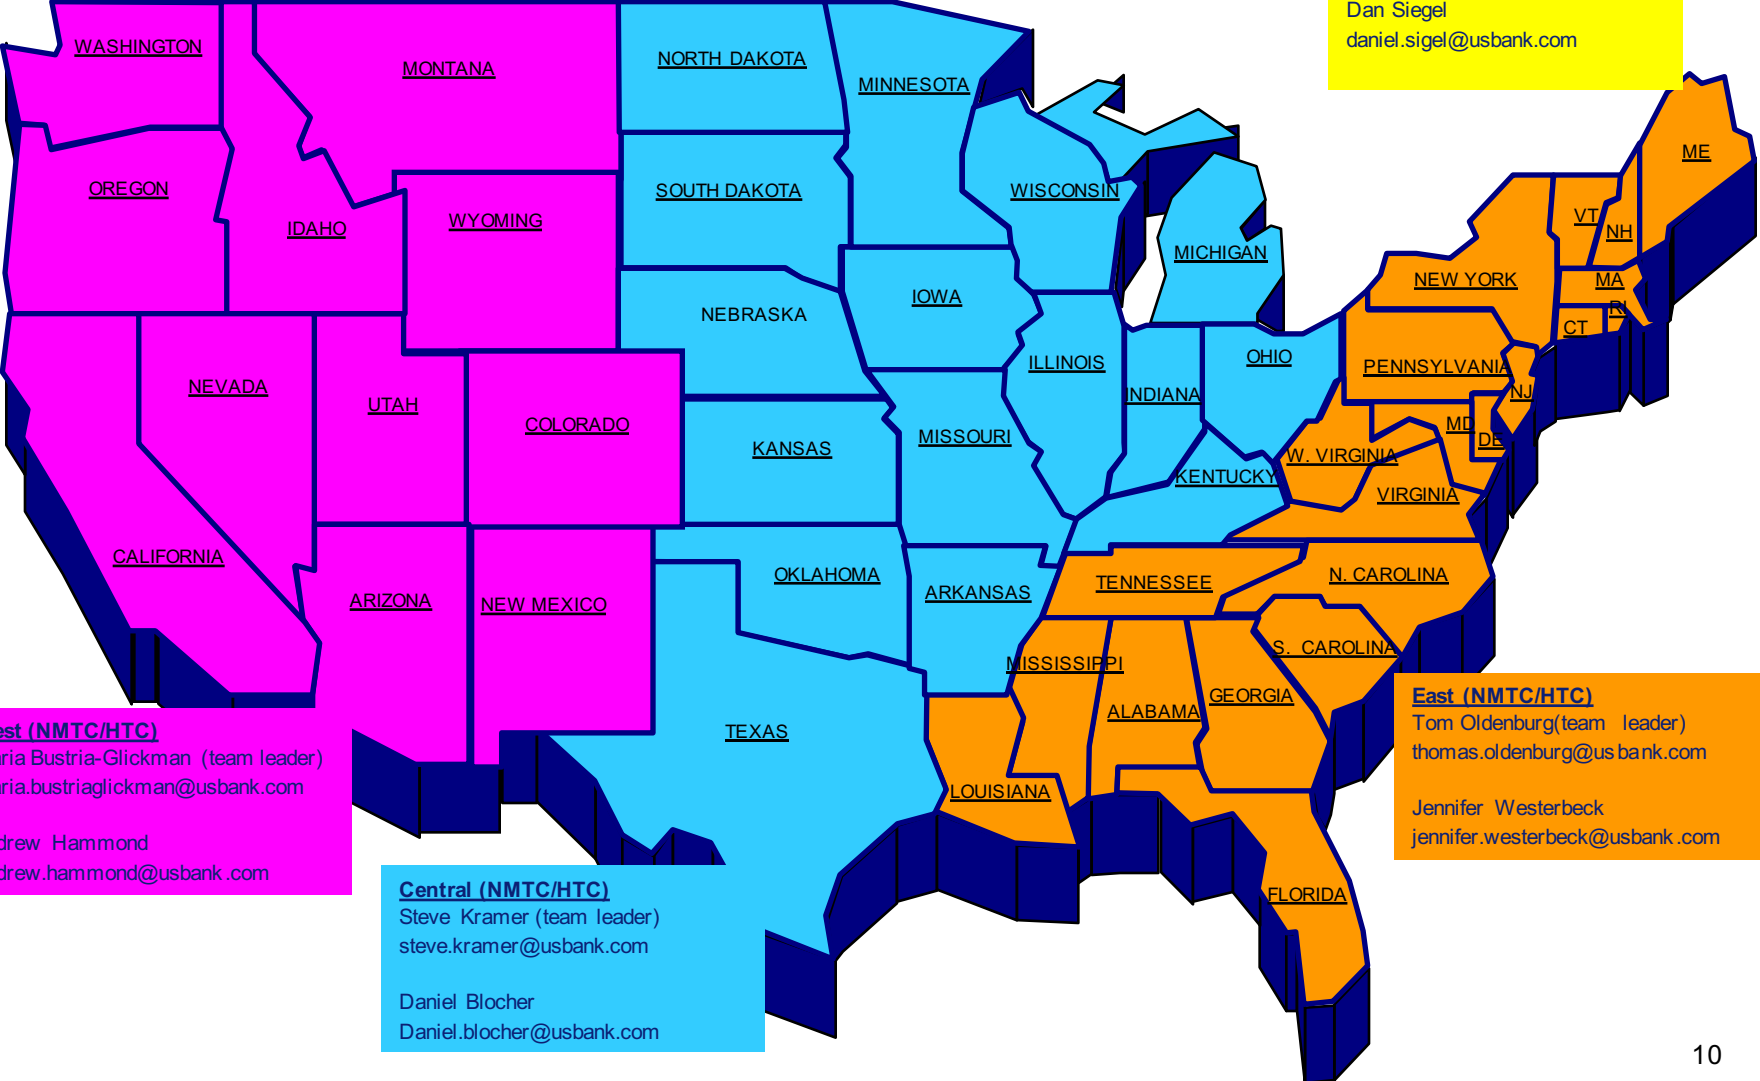 Dan Siegel
daniel.sigel@usbank.com
WASHINGTON
MONTANA
NORTH DAKOTA
MINNESOTA
OREGON
IDAHO
WYOMING
SOUTH DAKOTA
WISCONSIN
MICHIGAN
ME
VT
NH
NEW YORK
MA
RI
CT
NEBRASKA
IOWA
ILLINOIS
INDIANA
OHIO
PENNSYLVANIA
NJ
NEVADA
UTAH
COLORADO
KANSAS
MISSOURI
KENTUCKY
W. VIRGINIA
MD
DE
VIRGINIA
CALIFORNIA
ARIZONA
NEW MEXICO
OKLAHOMA
ARKANSAS
TENNESSEE
N. CAROLINA
S. CAROLINA
MISSISSIPPI
ALABAMA
GEORGIA
TEXAS
LOUISIANA
FLORIDA
est (NMTC/HTC)
aria Bustria-Glickman (team leader)
aria.bustriaglickman@usbank.com
drew Hammond
drew.hammond@usbank.com
Central (NMTC/HTC)
Steve Kramer (team leader)
steve.kramer@usbank.com
Daniel Blocher
Daniel.blocher@usbank.com
East (NMTC/HTC)
Tom Oldenburg(team leader)
thomas.oldenburg@usbank.com
Jennifer Westerbeck
jennifer.westerbeck@usbank.com
10